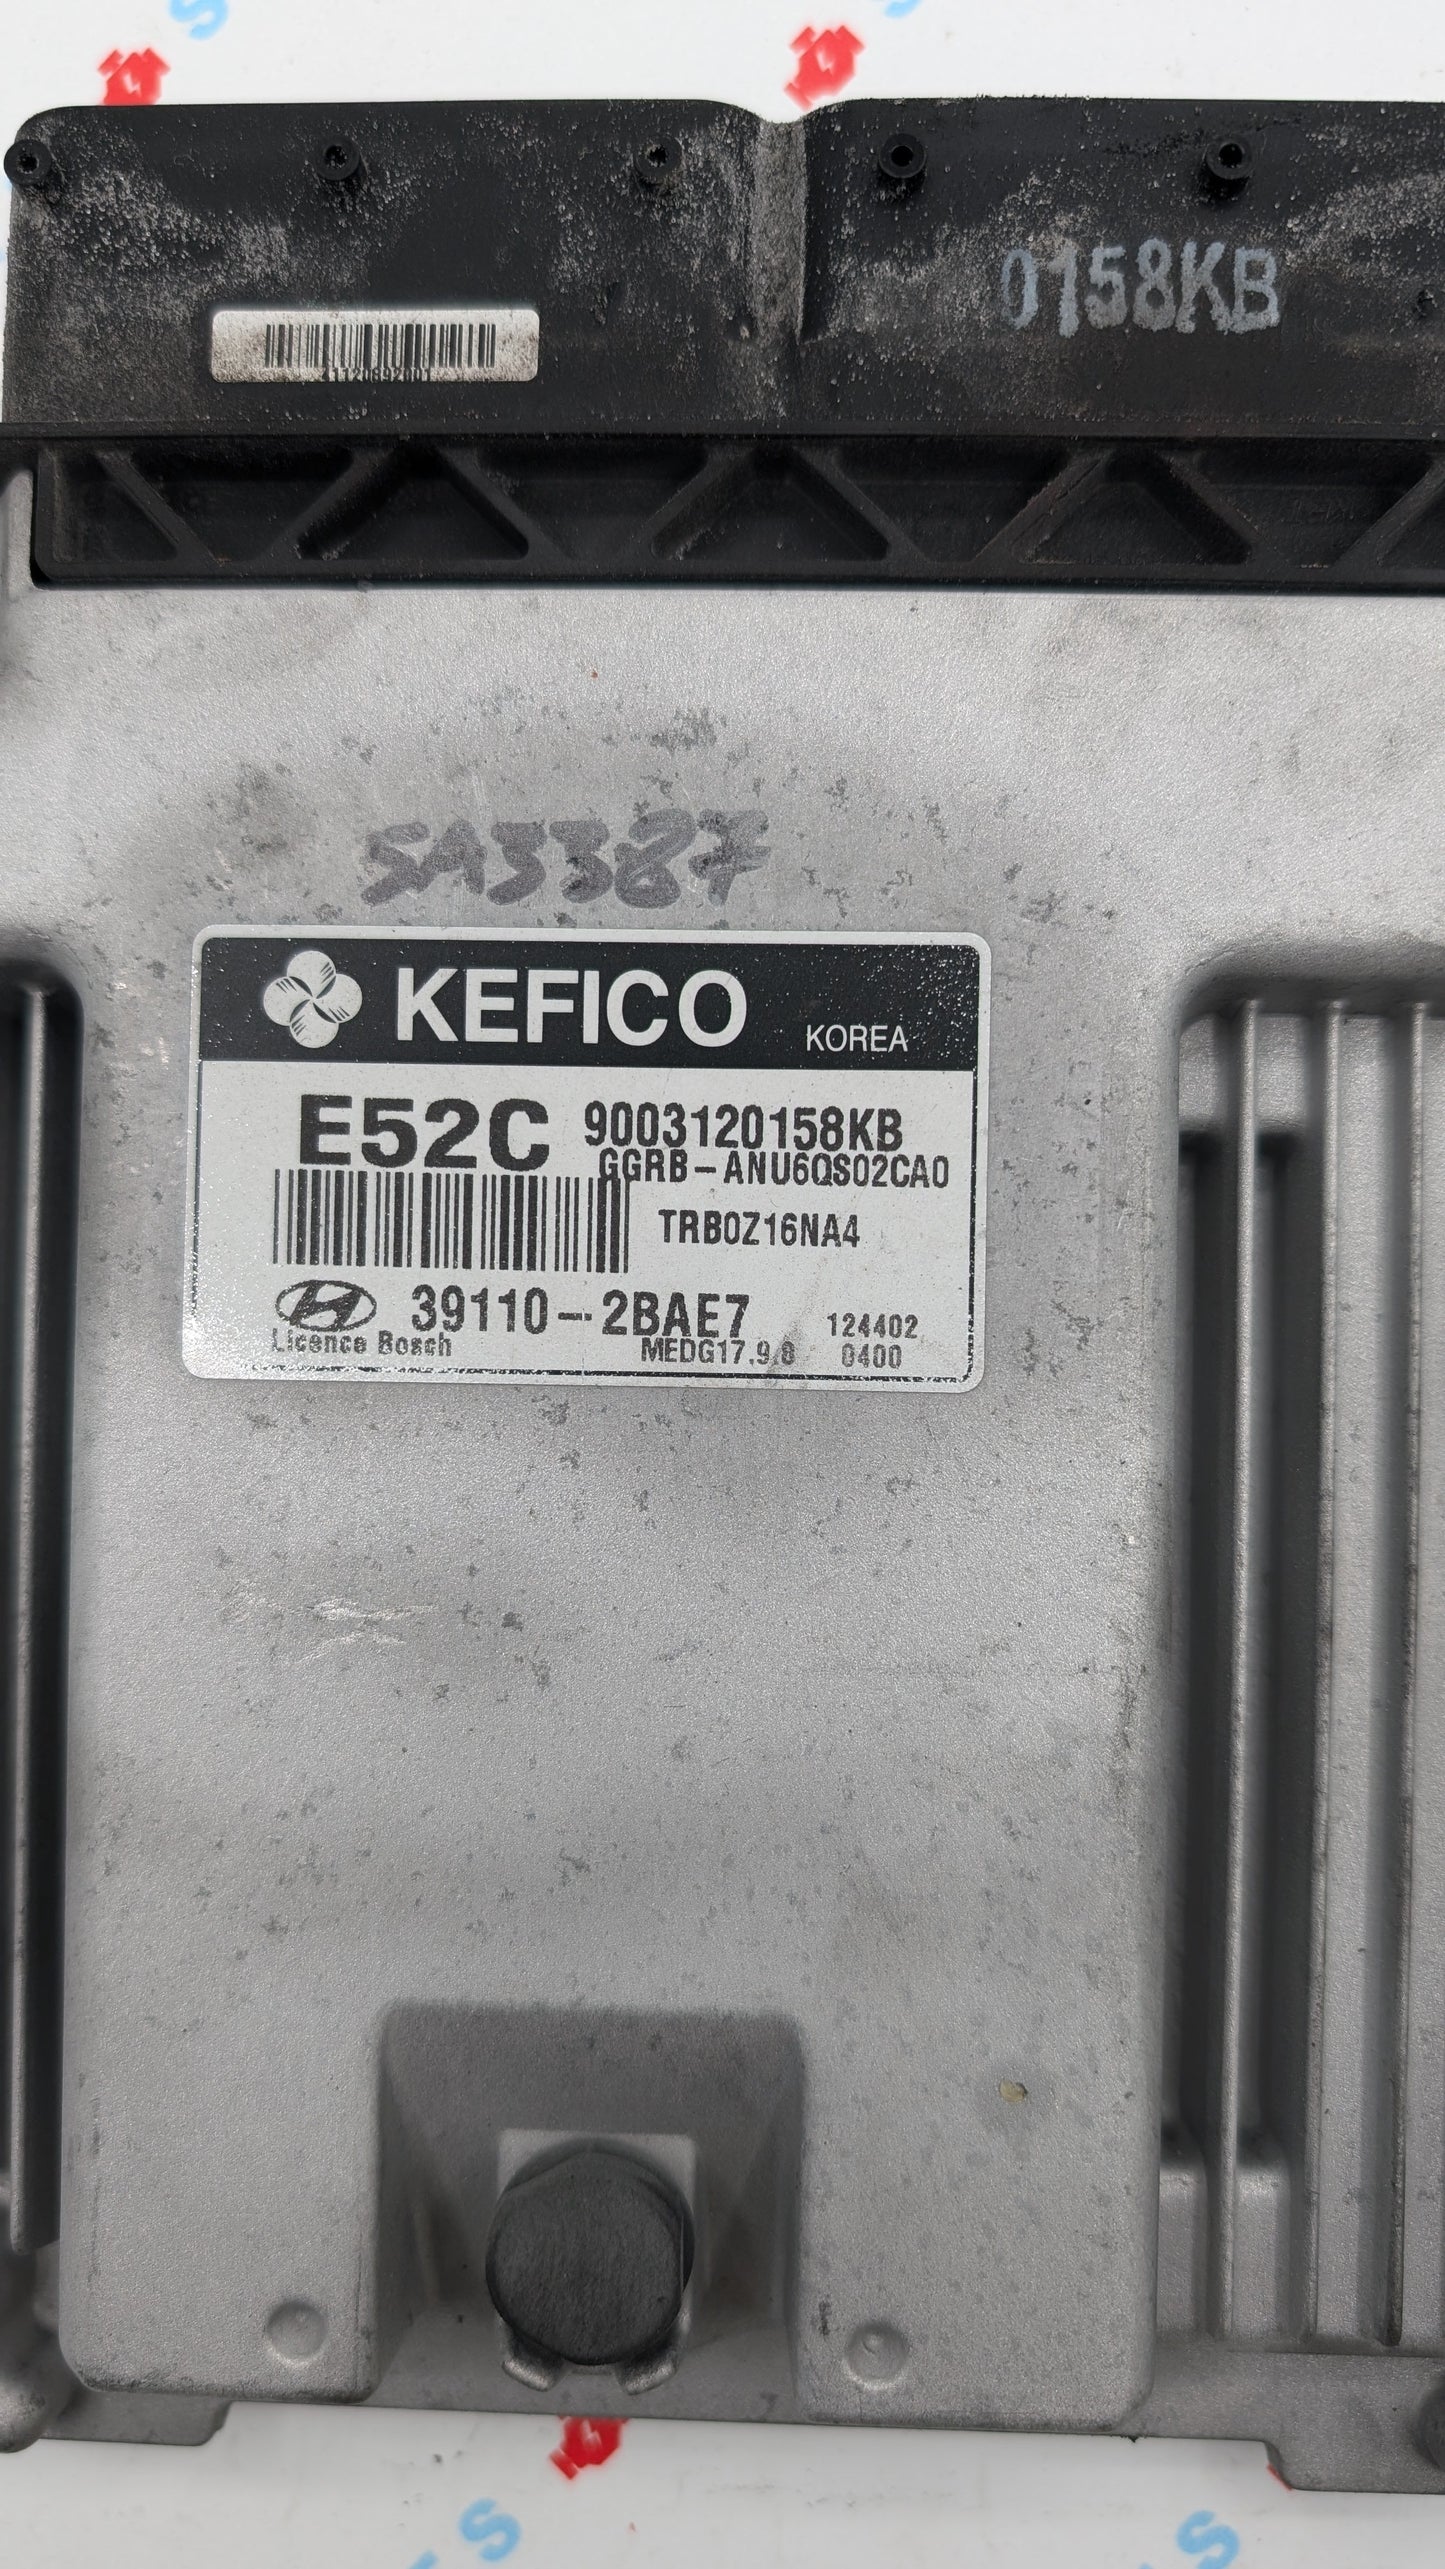 S
0158KB
SA3387
KEFICO KOREA
E52C 9003120158KB
GGRB-ANU6QS02CA0
TRB0Z16NA4
39110-2BAE7 124402
Licence Bosch MEDG17.9.8 0400
S
S